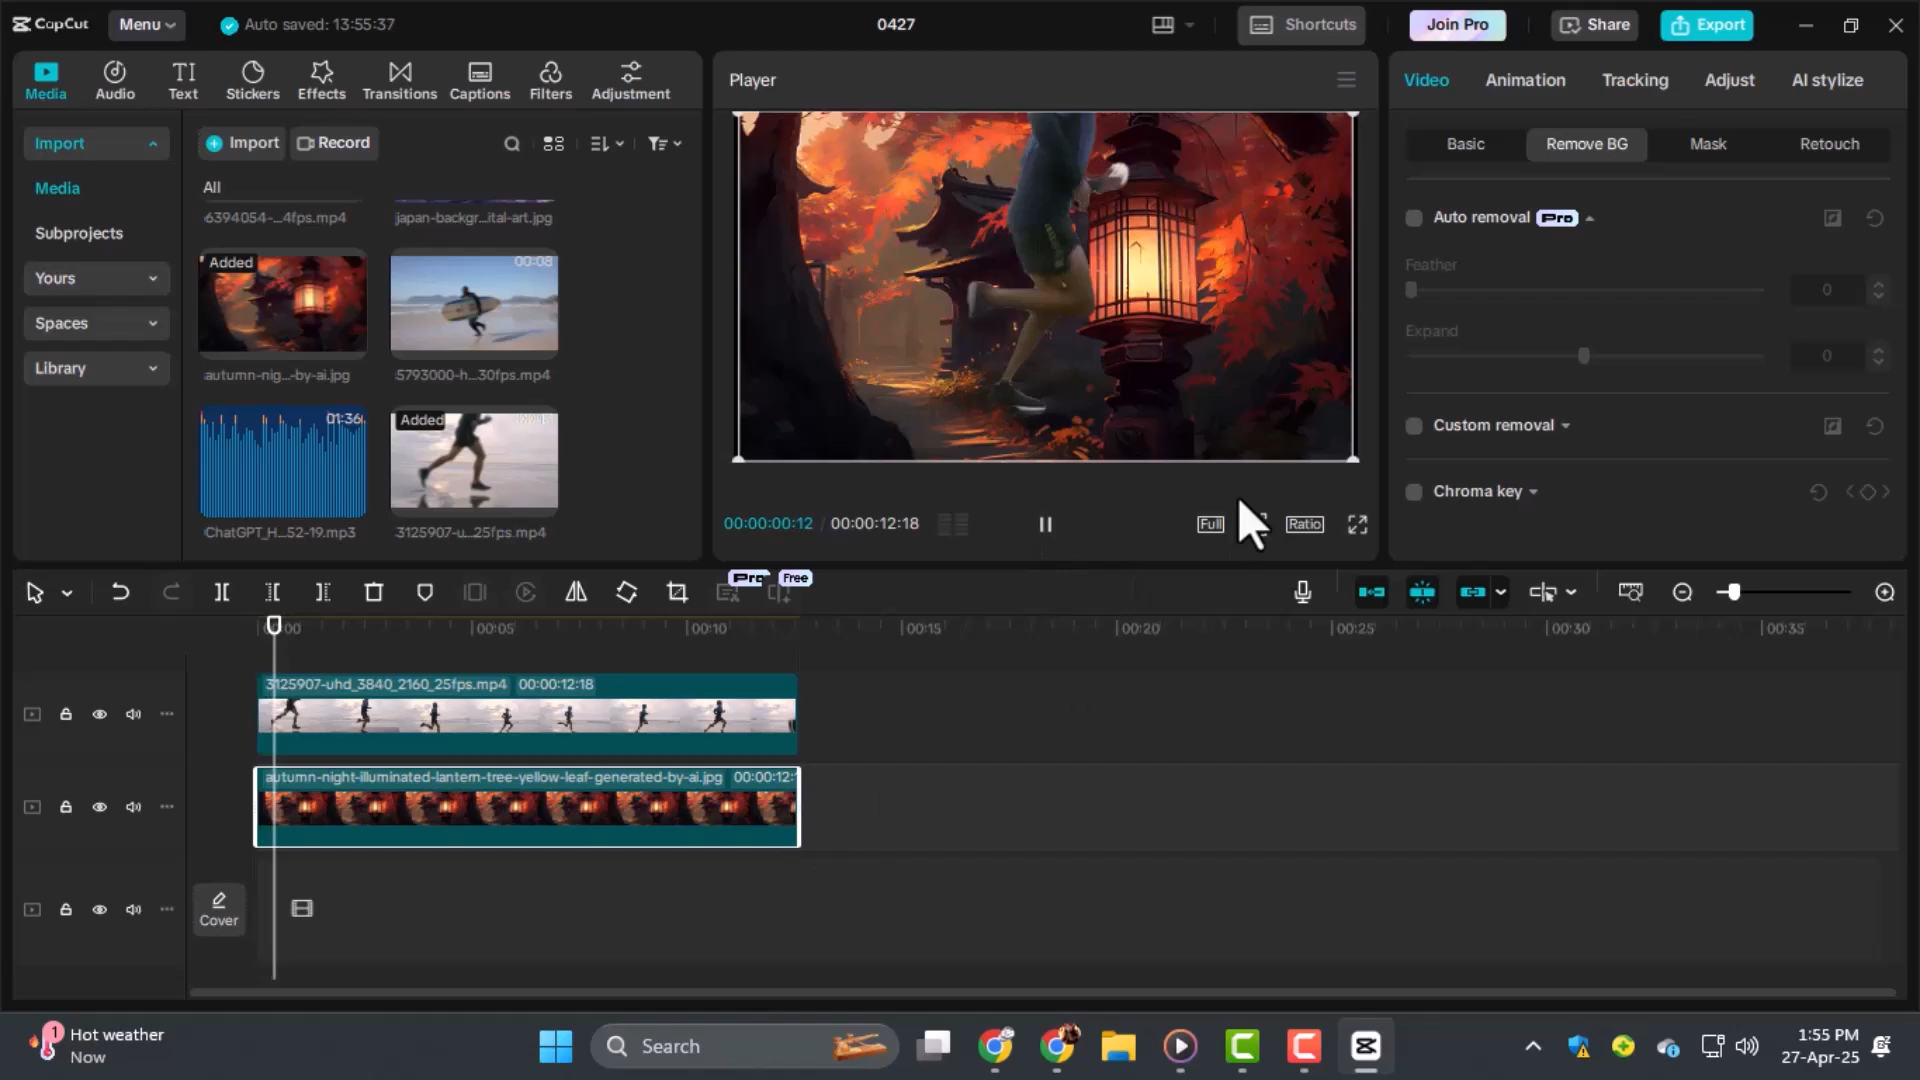 CapCut
Menu
Auto saved: 13:55:37
0427
Shortcuts
Join Pro
Share
Export
Media
Audio
Text
Stickers
Effects
Transitions
Captions
Filters
Adjustment
Import
Media
Subprojects
Yours
Spaces
Library
Import
Record
All
6394054-...4fps.mp4
japan-backgr...ital-art.jpg
Added
00:08
autumn-nig...-by-ai.jpg
5793000-h...30fps.mp4
01:36
Added
ChatGPT_H...52-19.mp3
3125907-u...25fps.mp4
Player
00:00:00:12 / 00:00:12:18
Full
Ratio
Video
Animation
Tracking
Adjust
AI stylize
Basic
Remove BG
Mask
Retouch
Auto removal Pro
Feather
0
Expand
0
Custom removal
Chroma key
Pro
Free
00:05
00:10
00:15
00:20
00:25
00:30
00:35
3125907-uhd_3840_2160_25fps.mp4 00:00:12:18
autumn-night-illuminated-lantern-tree-yellow-leaf-generated-by-ai.jpg
Cover
1
Hot weather
Now
Search
1:55 PM
27-Apr-25